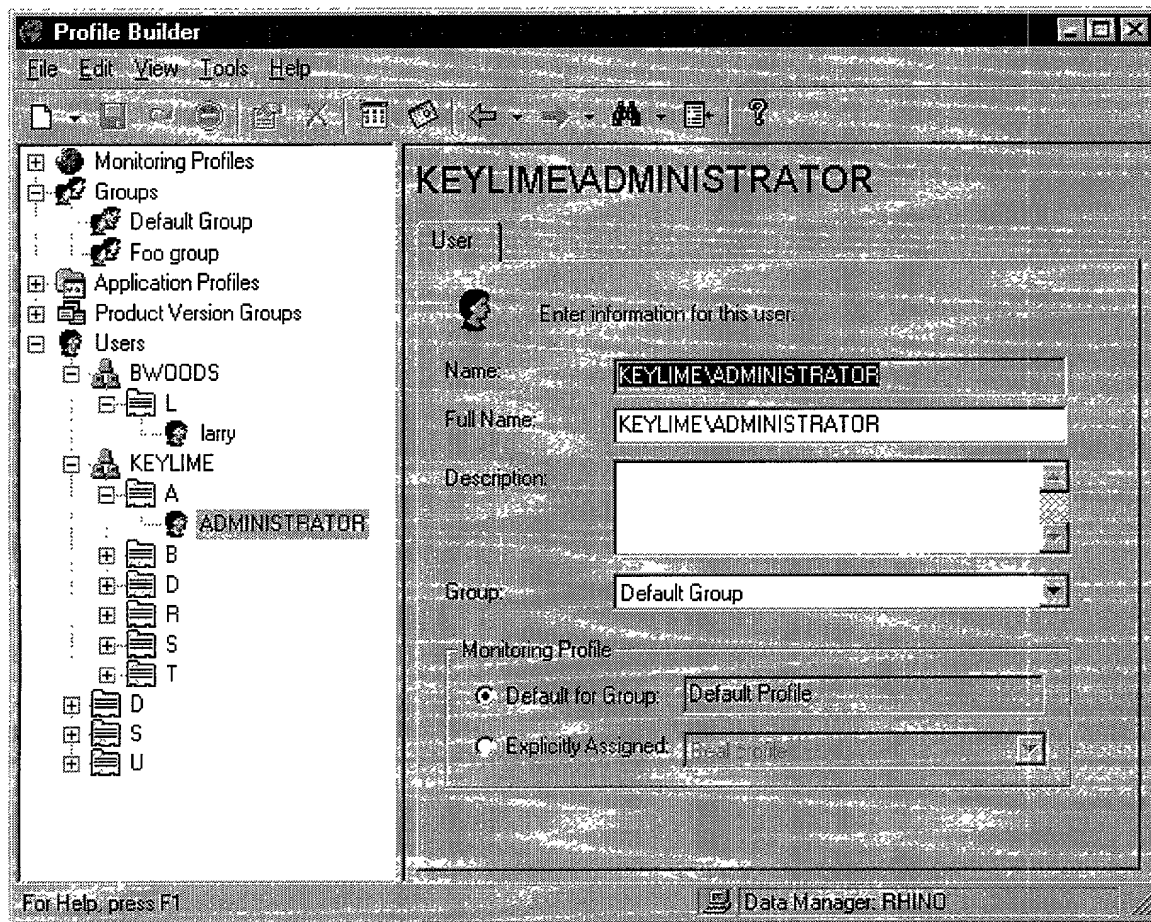 Profile Builder
File Edit View Tools Help
Monitoring Profiles
Groups
Default Group
Foo group
Application Profiles
Product Version Groups
Users
BWOODS
L
larry
KEYLIME
A
ADMINISTRATOR
B
D
R
S
T
D
S
U
KEYLIME\ADMINISTRATOR
User
Enter information for this user.
Name: KEYLIME\ADMINISTRATOR
Full Name: KEYLIME\ADMINISTRATOR
Description:
Group: Default Group
Monitoring Profile
Default for Group: Default Profile
Explicitly Assigned: Real profile
For Help, press F1
Data Manager: RHINO